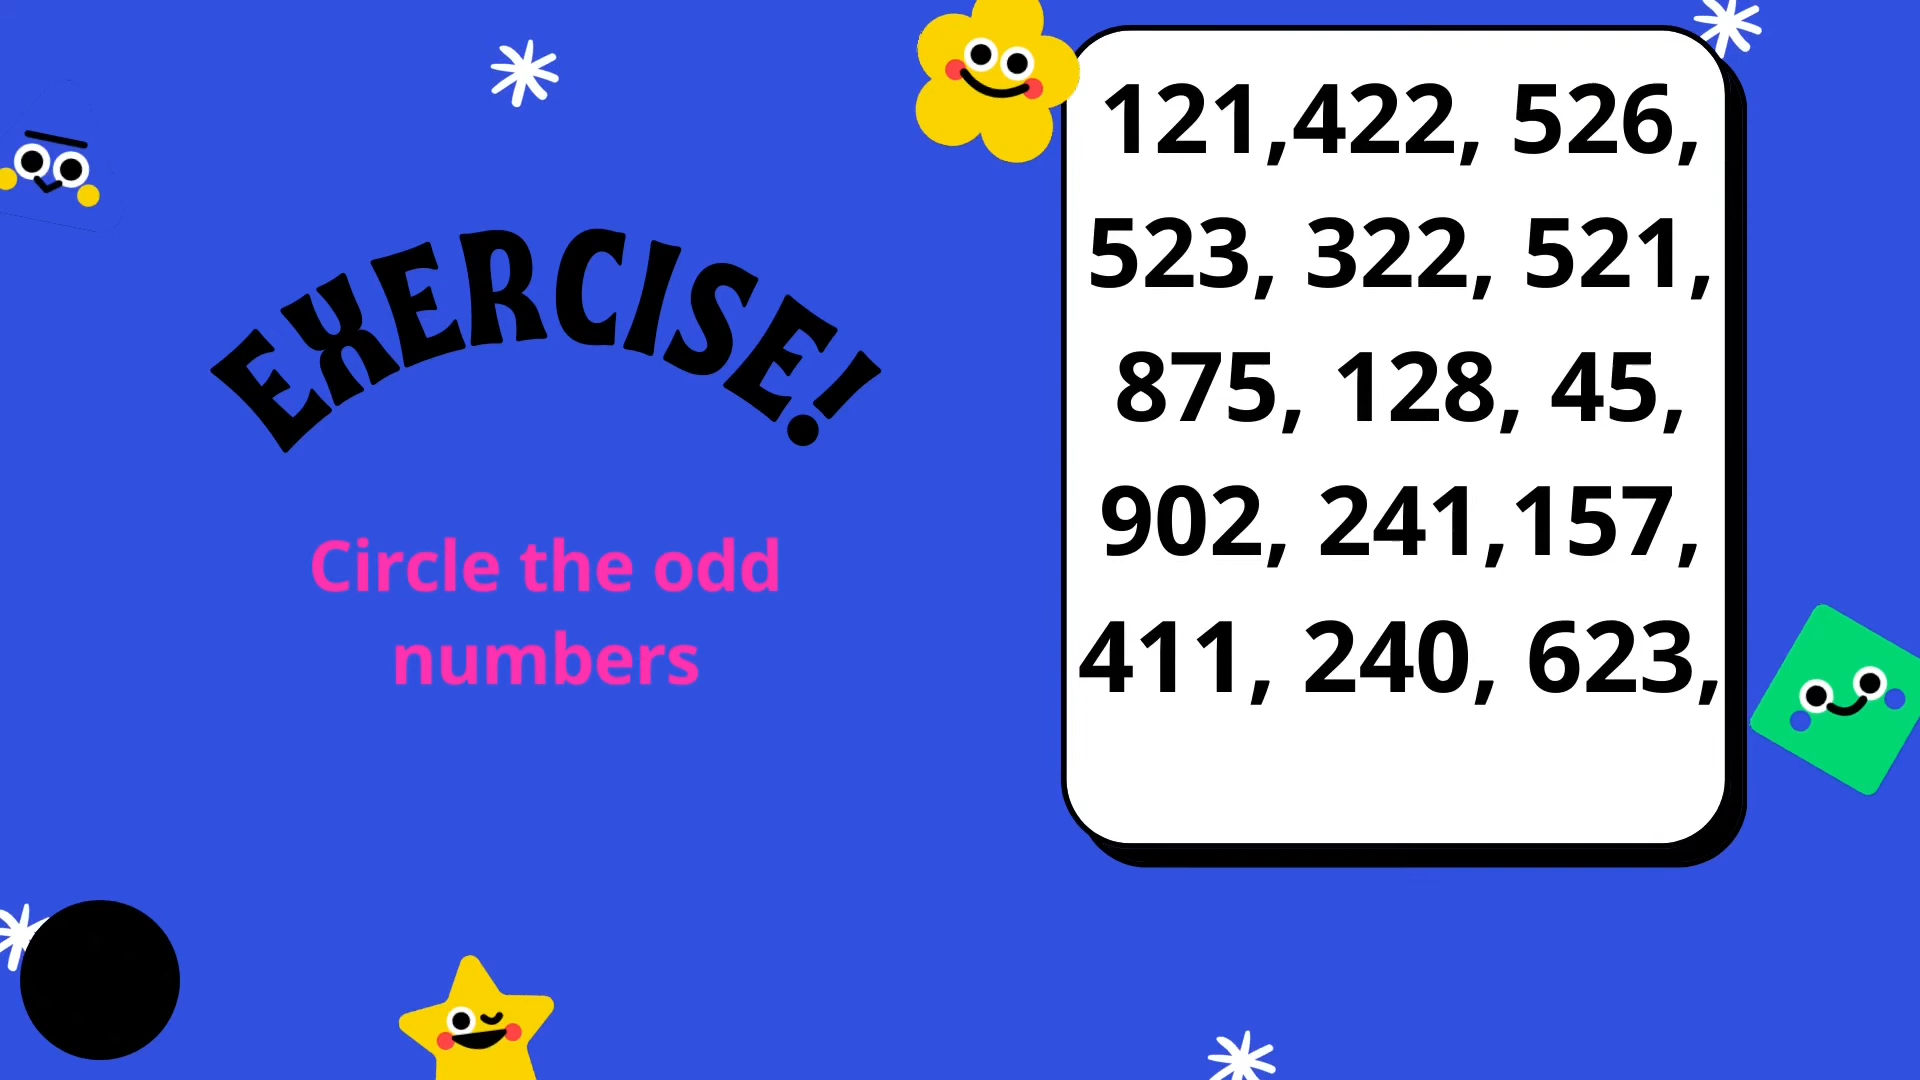 EXERCISE!
Circle the odd
numbers
121,422, 526,
523, 322, 521,
875, 128, 45,
902, 241,157,
411, 240, 623,